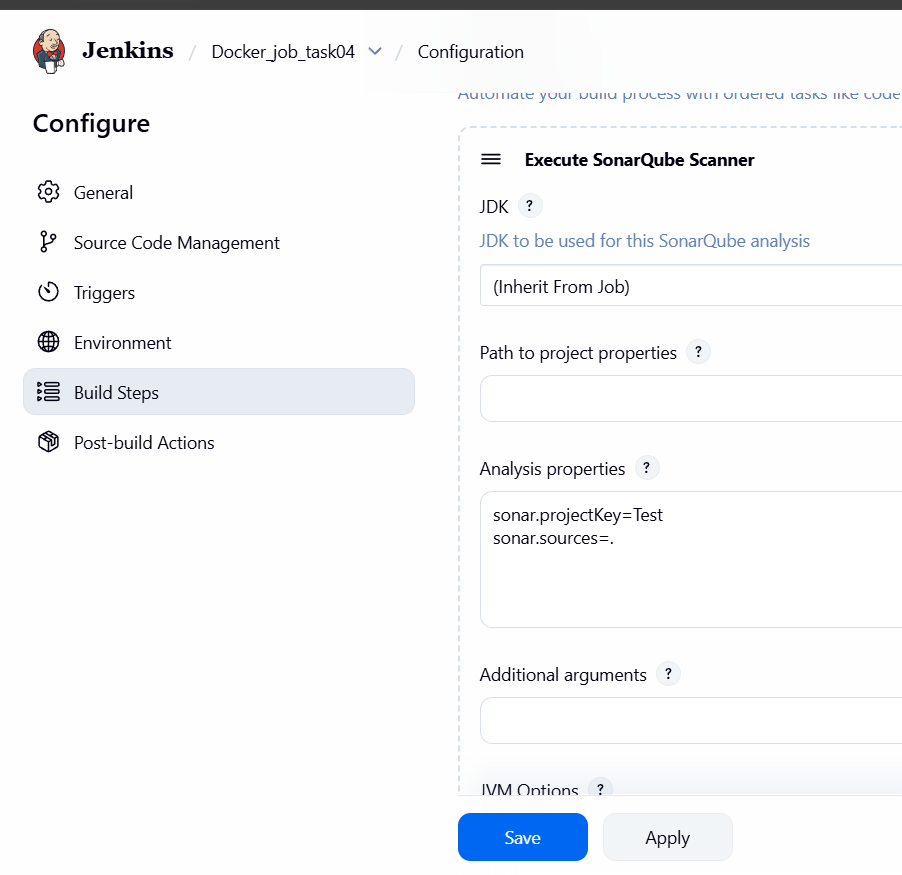 Jenkins / Docker_job_task04 / Configuration
Configure
General
Source Code Management
Triggers
Environment
Build Steps
Post-build Actions
Automate your build process with ordered tasks like code
Execute SonarQube Scanner
JDK ?
JDK to be used for this SonarQube analysis
(Inherit From Job)
Path to project properties ?
Analysis properties ?
sonar.projectKey=Test
sonar.sources=.
Additional arguments ?
JVM Options ?
Save
Apply